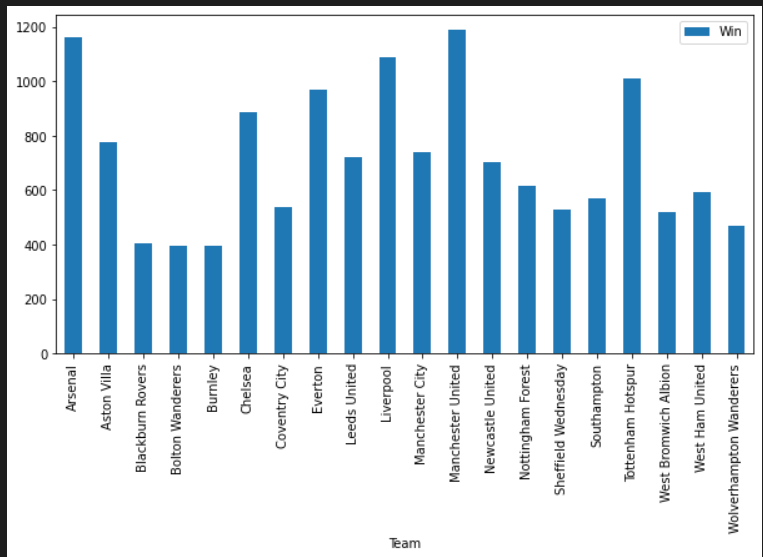 1200
1000
800
600
400
200
0
Win
Arsenal
Aston Villa
Blackburn Rovers
Bolton Wanderers
Burnley
Chelsea
Coventry City
Everton
Leeds United
Liverpool
Manchester City
Manchester United
Newcastle United
Nottingham Forest
Sheffield Wednesday
Southampton
Tottenham Hotspur
West Bromwich Albion
West Ham United
Wolverhampton Wanderers
Team